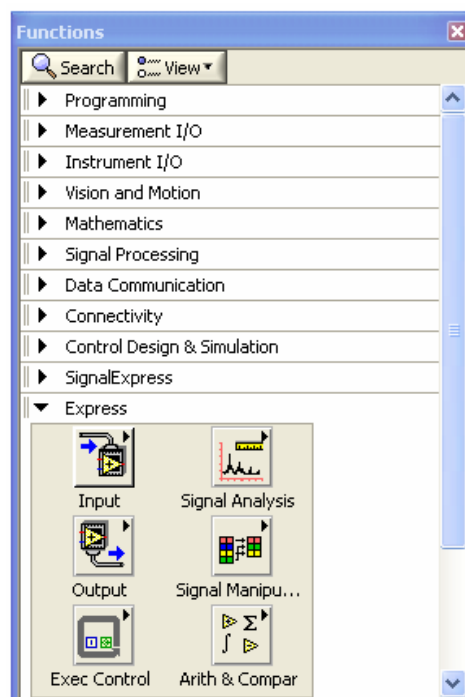 Functions
Search View
Programming
Measurement I/O
Instrument I/O
Vision and Motion
Mathematics
Signal Processing
Data Communication
Connectivity
Control Design & Simulation
SignalExpress
Express
Input Signal Analysis
Output Signal Manipu...
Exec Control Arith & Compar